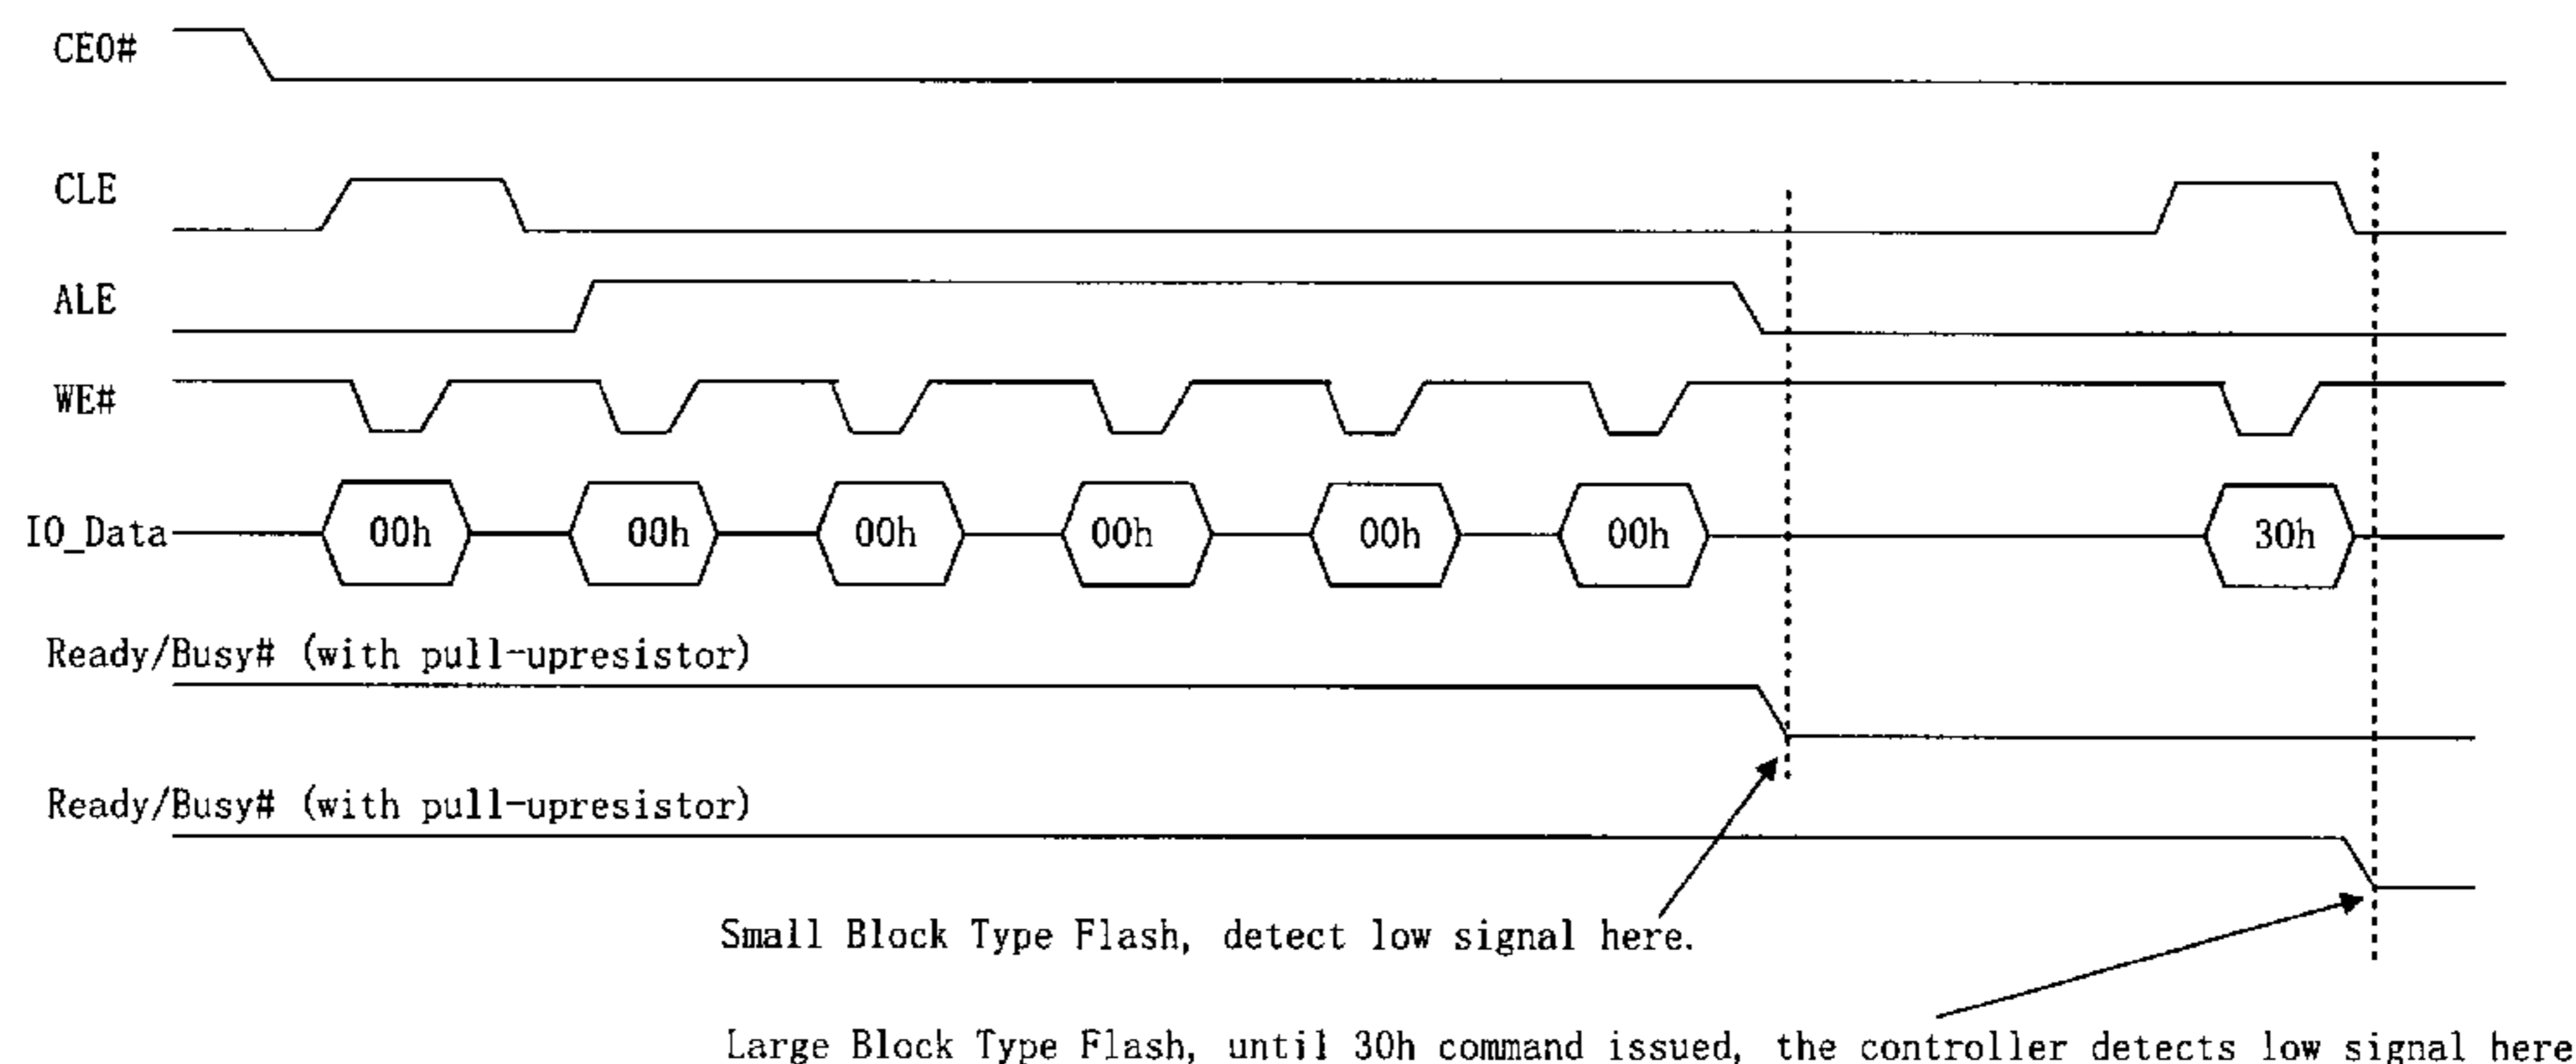 CE0#
CLE
ALE
WE#
IO_Data 00h 00h 00h 00h 00h 00h 30h
Ready/Busy# (with pull-upresistor)
Ready/Busy# (with pull-upresistor)
Small Block Type Flash, detect low signal here.
Large Block Type Flash, until 30h command issued, the controller detects low signal here